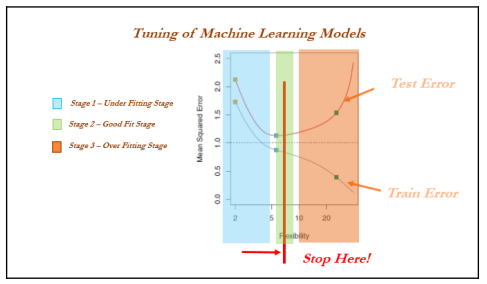 Tuning of Machine Learning Models
Stage 1 – Under Fitting Stage
Stage 2 – Good Fit Stage
Stage 3 – Over Fitting Stage
Mean Squared Error
2.5
2.0
1.5
1.0
0.5
0.0
2
5
10
20
Flexibility
Test Error
Train Error
Stop Here!